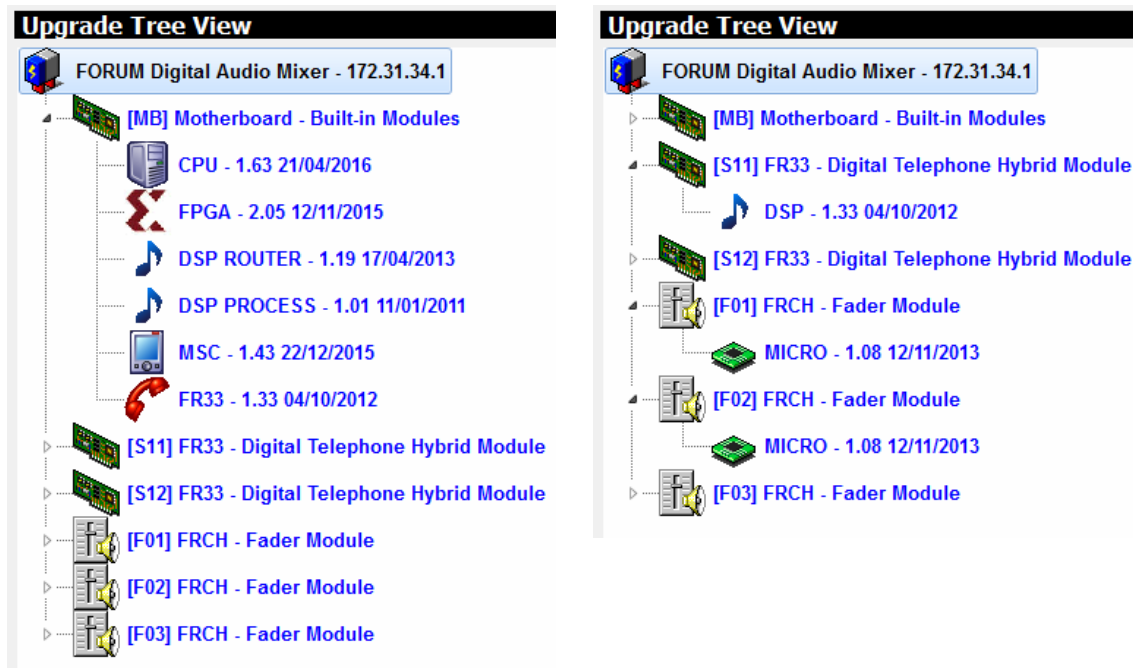 Upgrade Tree View
FORUM Digital Audio Mixer - 172.31.34.1
[MB] Motherboard - Built-in Modules
CPU - 1.63 21/04/2016
FPGA - 2.05 12/11/2015
DSP ROUTER - 1.19 17/04/2013
DSP PROCESS - 1.01 11/01/2011
MSC - 1.43 22/12/2015
FR33 - 1.33 04/10/2012
[S11] FR33 - Digital Telephone Hybrid Module
[S12] FR33 - Digital Telephone Hybrid Module
[F01] FRCH - Fader Module
[F02] FRCH - Fader Module
[F03] FRCH - Fader Module
Upgrade Tree View
FORUM Digital Audio Mixer - 172.31.34.1
[MB] Motherboard - Built-in Modules
[S11] FR33 - Digital Telephone Hybrid Module
DSP - 1.33 04/10/2012
[S12] FR33 - Digital Telephone Hybrid Module
[F01] FRCH - Fader Module
MICRO - 1.08 12/11/2013
[F02] FRCH - Fader Module
MICRO - 1.08 12/11/2013
[F03] FRCH - Fader Module